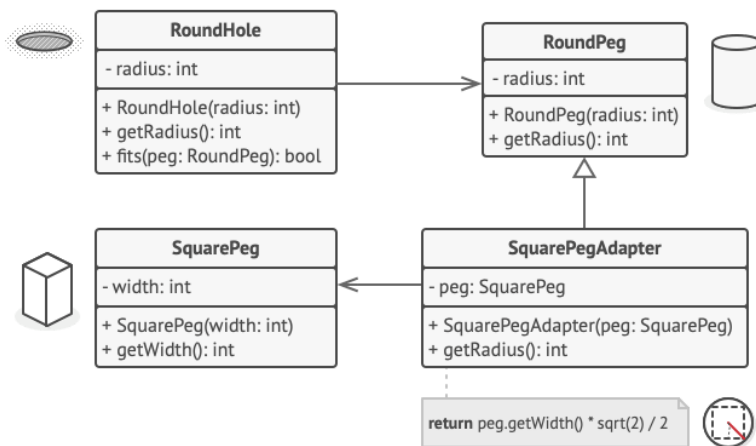 RoundHole
- radius: int
+ RoundHole(radius: int)
+ getRadius(): int
+ fits(peg: RoundPeg): bool
RoundPeg
- radius: int
+ RoundPeg(radius: int)
+ getRadius(): int
SquarePeg
- width: int
+ SquarePeg(width: int)
+ getWidth(): int
SquarePegAdapter
- peg: SquarePeg
+ SquarePegAdapter(peg: SquarePeg)
+ getRadius(): int
return peg.getWidth() * sqrt(2) / 2